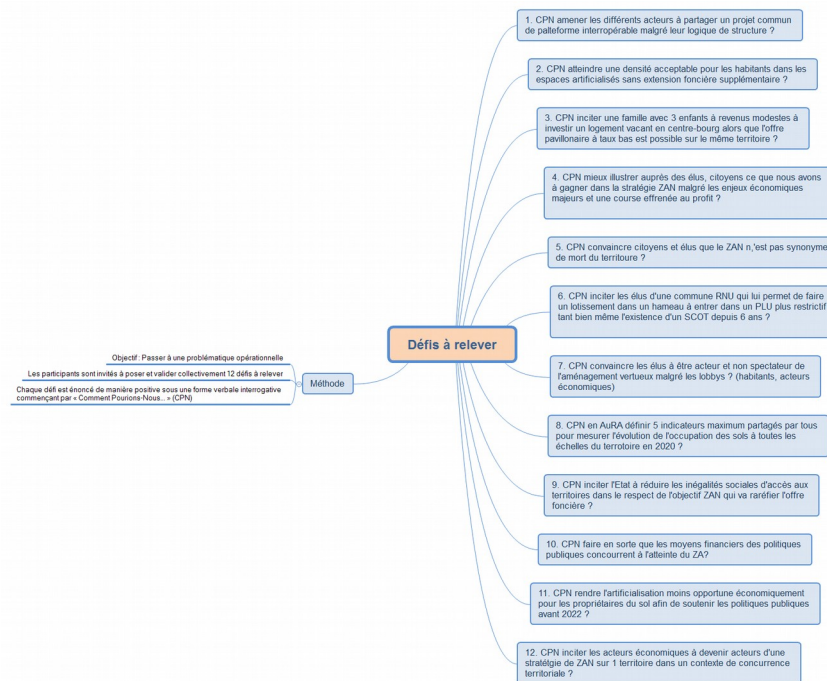 1. CPN amener les différents acteurs à partager un projet commun
de palteforme interropérable malgré leur logique de structure ?
2. CPN atteindre une densité acceptable pour les habitants dans les
espaces artificialisés sans extension foncière supplémentaire ?
3. CPN inciter une famille avec 3 enfants à revenus modestes à
investir un logement vacant en centre-bourg alors que l'offre
pavillonaire à taux bas est possible sur le même territoire ?
4. CPN mieux illustrer auprès des élus, citoyens ce que nous avons
à gagner dans la stratégie ZAN malgré les enjeux économiques
majeurs et une course effrenée au profit ?
5. CPN convaincre citoyens et élus que le ZAN n,'est pas synonyme
de mort du territoure ?
6. CPN inciter les élus d'une commune RNU qui lui permet de faire
un lotissement dans un hameau à entrer dans un PLU plus restrictif
tant bien même l'existence d'un SCOT depuis 6 ans ?
Défis à relever
7. CPN convaincre les élus à être acteur et non spectateur de
l'aménagement vertueux malgré les lobbys ? (habitants, acteurs
économiques)
Objectif : Passer à une problématique opérationnelle
Les participants sont invités à poser et valider collectivement 12 défis à relever
Chaque défi est énoncé de manière positive sous une forme verbale interrogative
commençant par « Comment Pourions-Nous... » (CPN)
Méthode
8. CPN en AuRA définir 5 indicateurs maximum partagés par tous
pour mesurer l'évolution de l'occupation des sols à toutes les
échelles du terrotoire en 2020 ?
9. CPN inciter l'Etat à réduire les inégalités sociales d'accés aux
territoires dans le respect de l'objectif ZAN qui va raréfier l'offre
foncière ?
10. CPN faire en sorte que les moyens financiers des politiques
publiques concourrent à l'atteinte du ZA?
11. CPN rendre l'artificialisation moins opportune économiquement
pour les propriétaires du sol afin de soutenir les politiques publiques
avant 2022 ?
12. CPN inciter les acteurs économiques à devenir acteurs d'une
stratélgie de ZAN sur 1 territoire dans un contexte de concurrence
territoriale ?